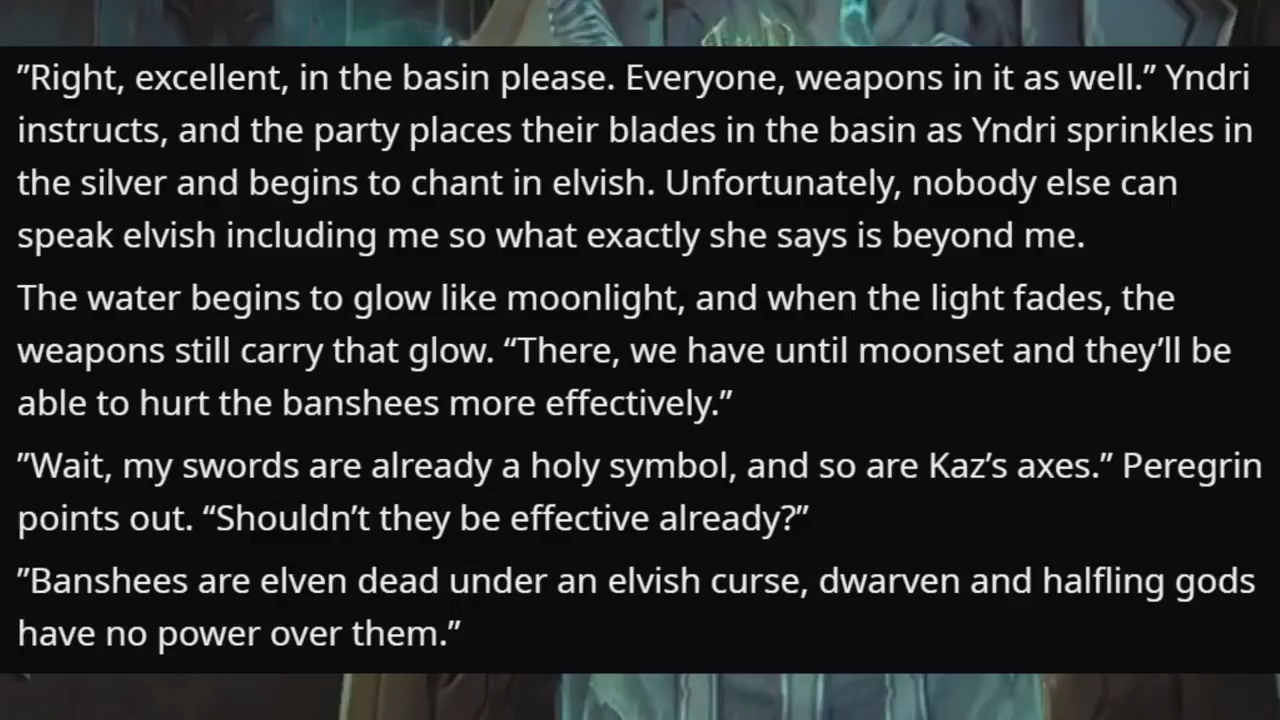 ”Right, excellent, in the basin please. Everyone, weapons in it as well.” Yndri
instructs, and the party places their blades in the basin as Yndri sprinkles in
the silver and begins to chant in elvish. Unfortunately, nobody else can
speak elvish including me so what exactly she says is beyond me.
The water begins to glow like moonlight, and when the light fades, the
weapons still carry that glow. “There, we have until moonset and they’ll be
able to hurt the banshees more effectively.”
”Wait, my swords are already a holy symbol, and so are Kaz’s axes.” Peregrin
points out. “Shouldn’t they be effective already?”
”Banshees are elven dead under an elvish curse, dwarven and halfling gods
have no power over them.”